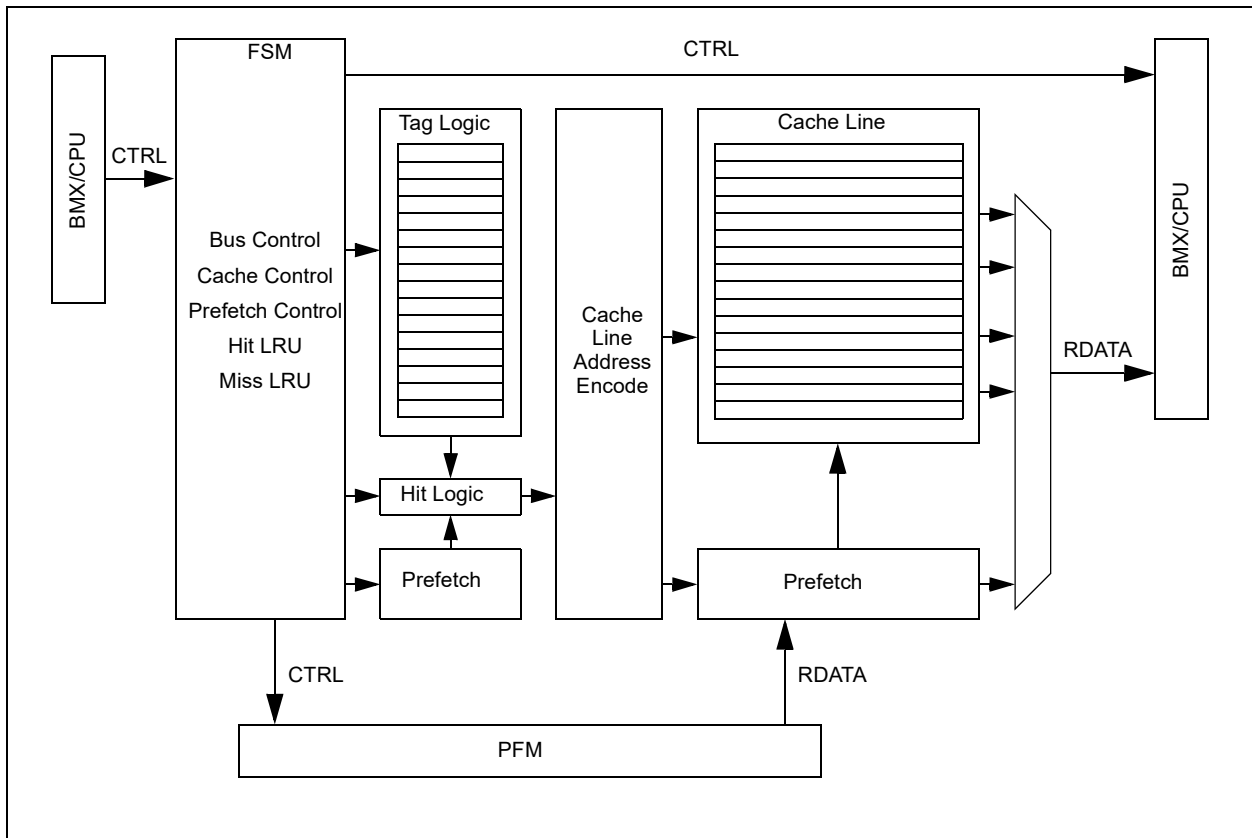 FSM
CTRL
BMX/CPU
CTRL
Tag Logic
Cache Line
BMX/CPU
Bus Control
Cache Control
Prefetch Control
Hit LRU
Miss LRU
Cache
Line
Address
Encode
RDATA
Hit Logic
Prefetch
Prefetch
CTRL
RDATA
PFM